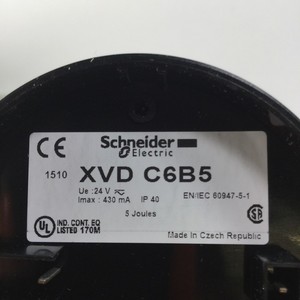 CE
Schneider
Electric
1510 XVD C6B5
Ue : 24 V
Imax : 430 mA IP 40
EN/IEC 60947-5-1
5 Joules
UL
IND. CONT. EQ
LISTED 170M
Made In Czech Republic